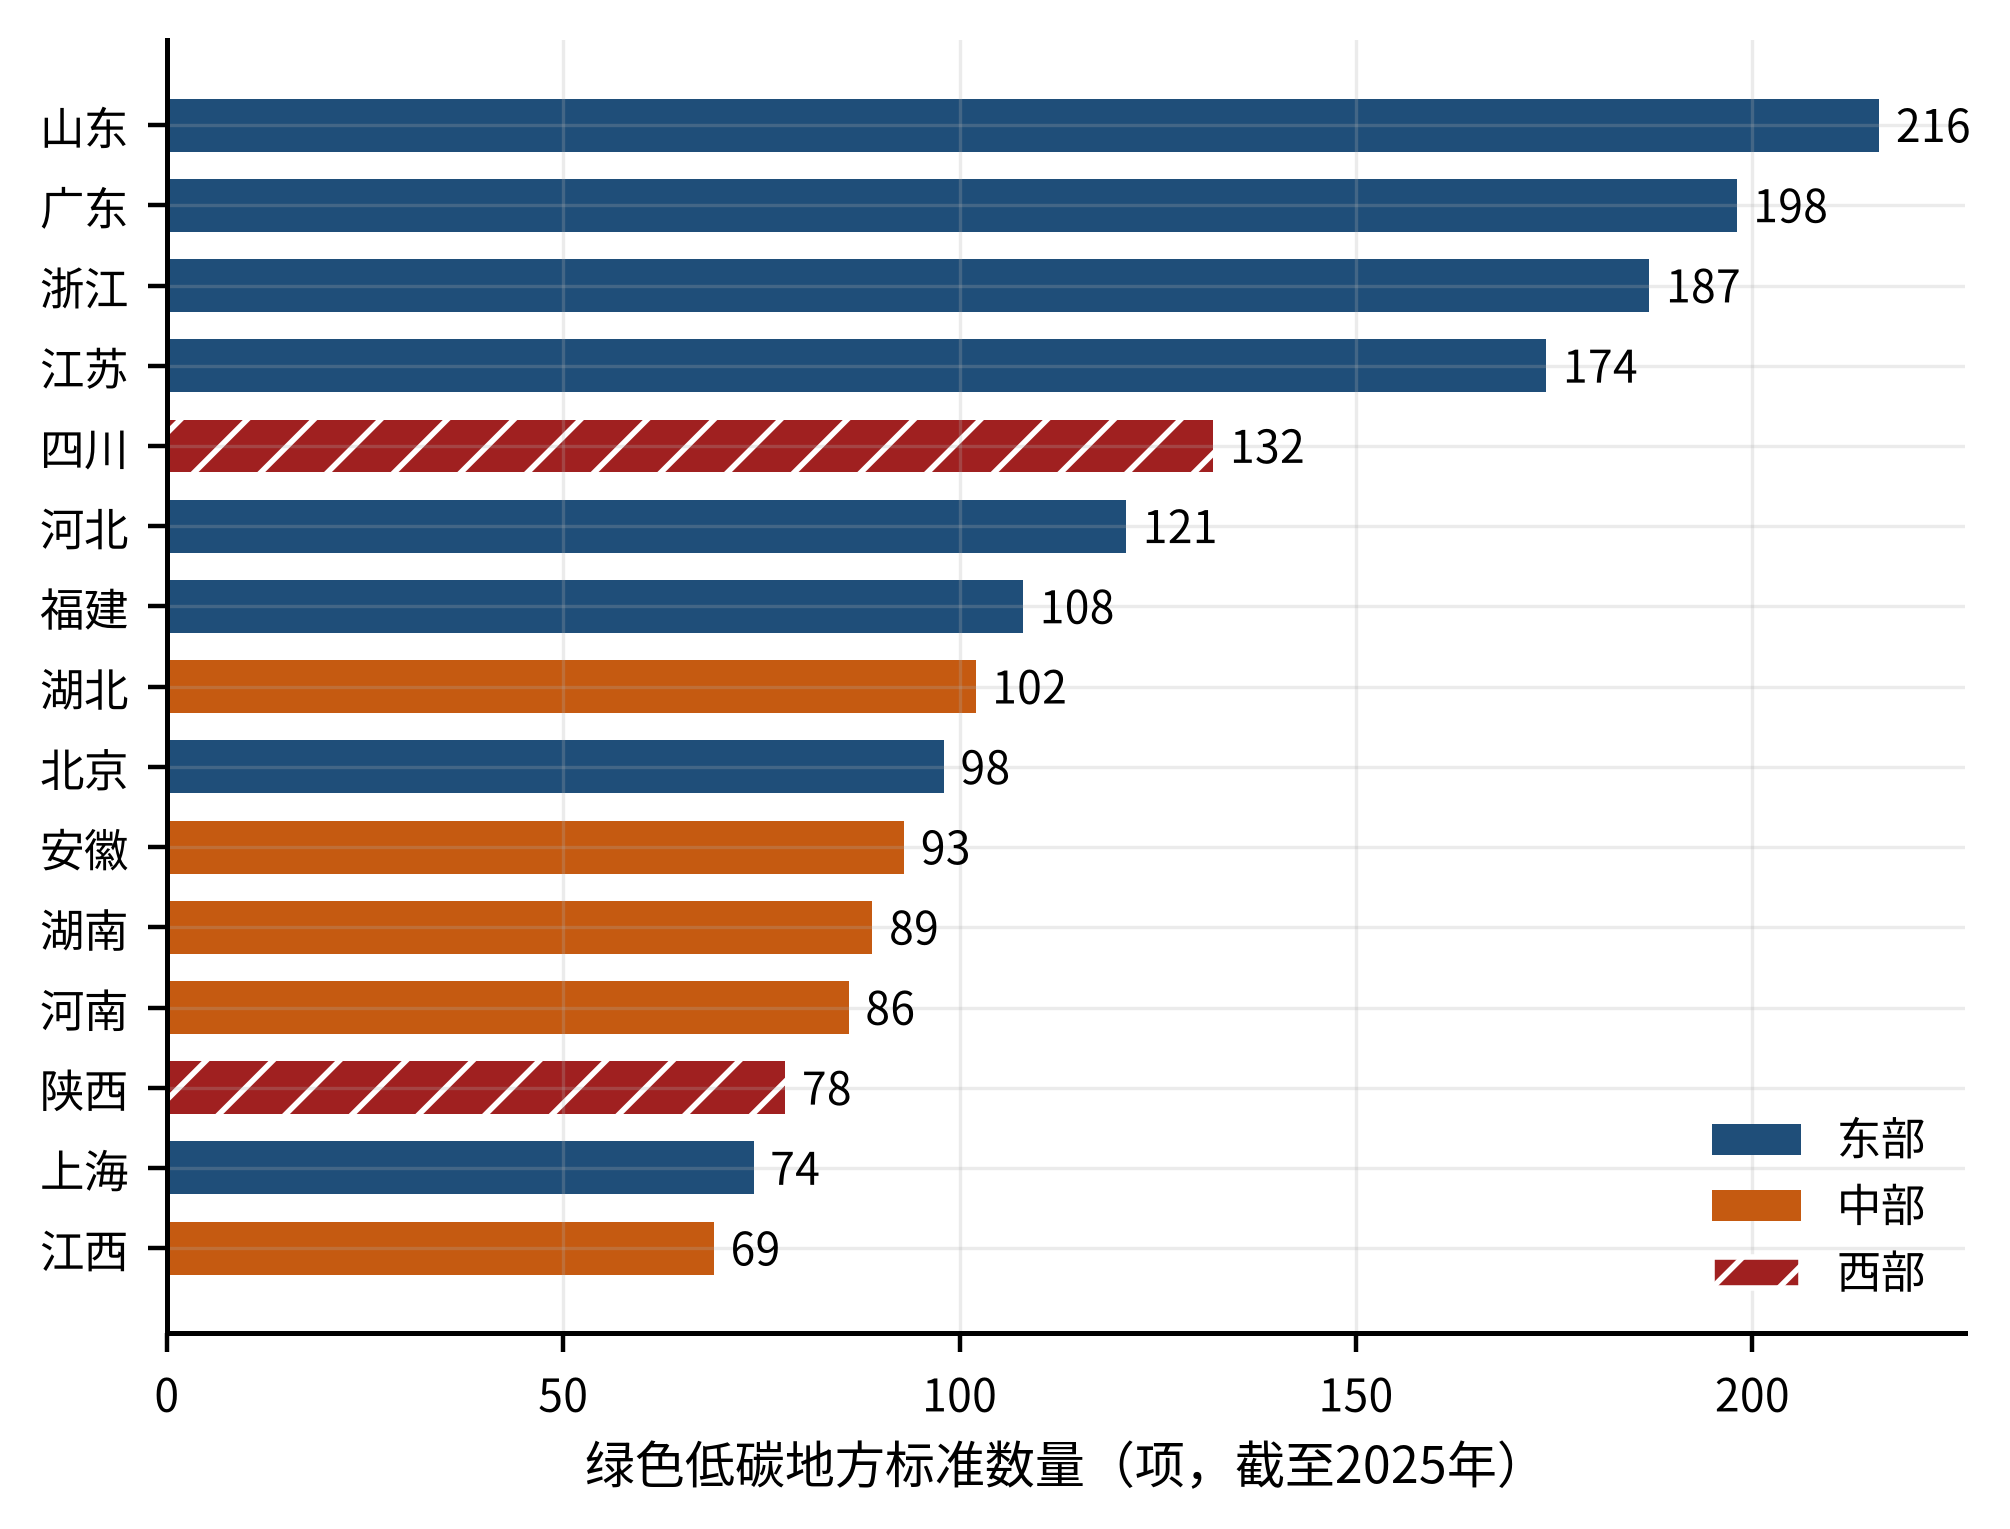 山东 216
广东 198
浙江 187
江苏 174
四川 132
河北 121
福建 108
湖北 102
北京 98
安徽 93
湖南 89
河南 86
陕西 78
上海 74
江西 69
东部
中部
西部
0 50 100 150 200
绿色低碳地方标准数量（项，截至2025年）